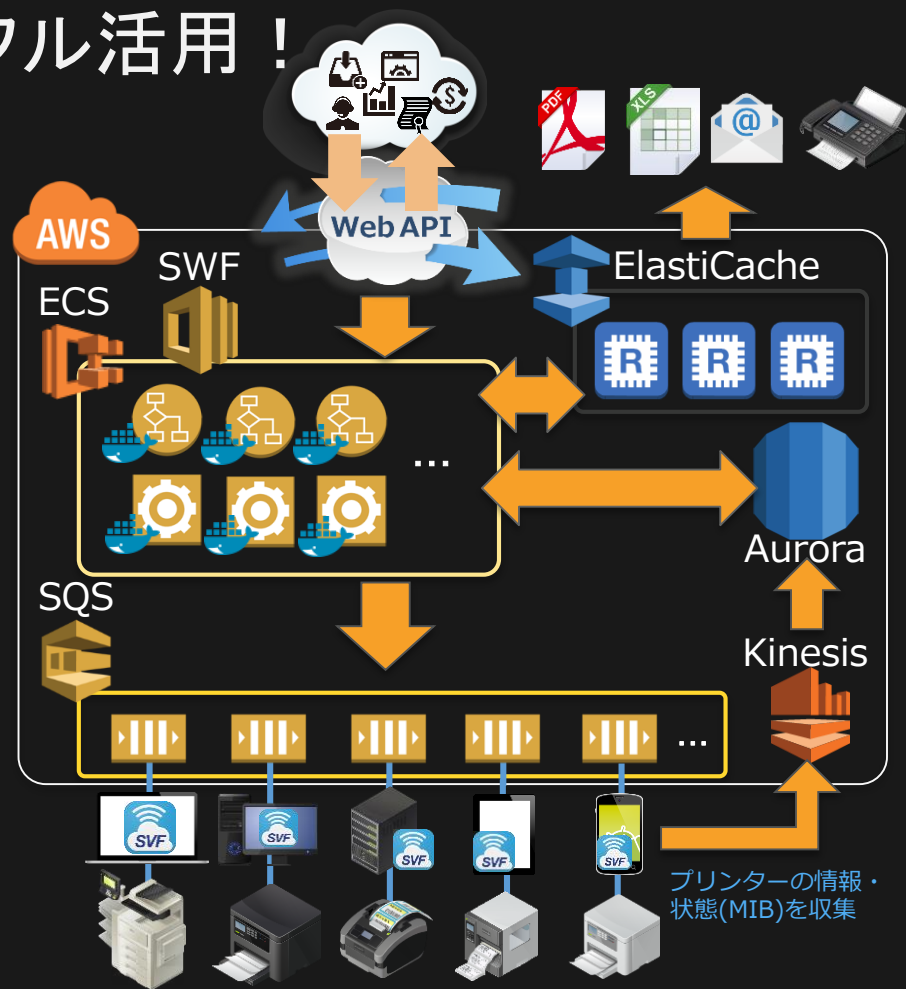 フル活用！
PDF
XLS
@
$
Web API
AWS
SWF
ElastiCache
ECS
R
R
R
...
Aurora
SQS
Kinesis
...
SVF
SVF
SVF
SVF
SVF
プリンターの情報・
状態(MIB)を収集